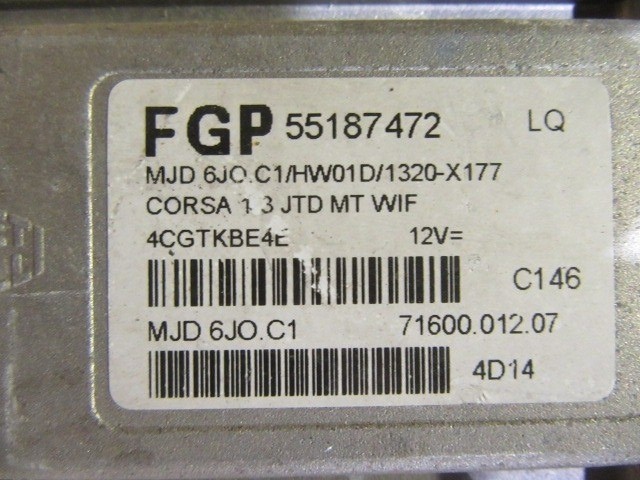 FGP 55187472 LQ
MJD 6JO.C1/HW01D/1320-X177
CORSA 1.3 JTD MT WIF
4CGTKBE4E 12V=
C146
MJD 6JO.C1 71600.012.07
4D14